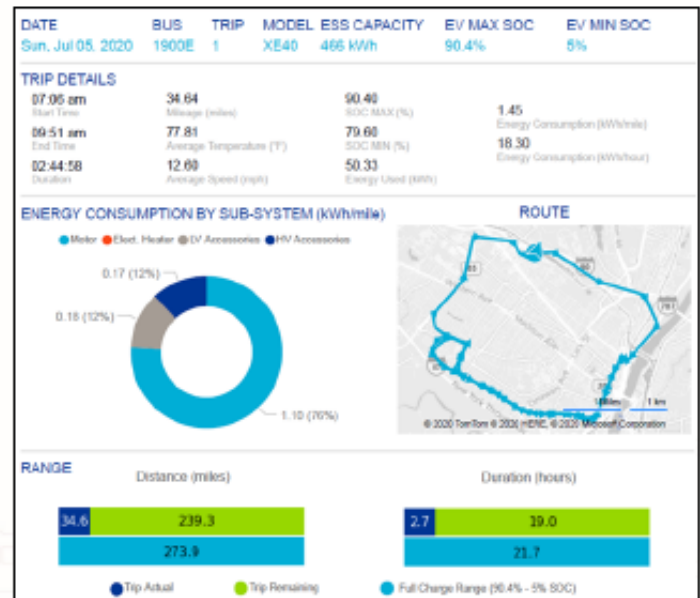 DATE BUS TRIP MODEL ESS CAPACITY EV MAX SOC EV MIN SOC
Sun, Jul 05, 2020 1900E 1 XE40 466 kWh 90.4% 5%
TRIP DETAILS
07:06 am 34.64 90.40 1.45
Start Time Mileage (miles) SOC MAX (%) Energy Consumption (kWh/mile)
09:51 am 77.81 79.60 18.30
End Time Average Temperature (°F) SOC MIN (%) Energy Consumption (kWh/hour)
02:44:58 12.60 50.33
Duration Average Speed (mph) Energy Used (kWh)
ENERGY CONSUMPTION BY SUB-SYSTEM (kWh/mile) ROUTE
Motor Elect. Heater LV Accessories HV Accessories
0.17 (12%)
0.18 (12%)
1.10 (76%)
1 km
© 2020 TomTom © 2020 HERE, © 2020 Microsoft Corporation
RANGE
Distance (miles) Duration (hours)
34.6 239.3 2.7 19.0
273.9 21.7
Trip Actual Trip Remaining Full Charge Range (90.4% - 5% SOC)